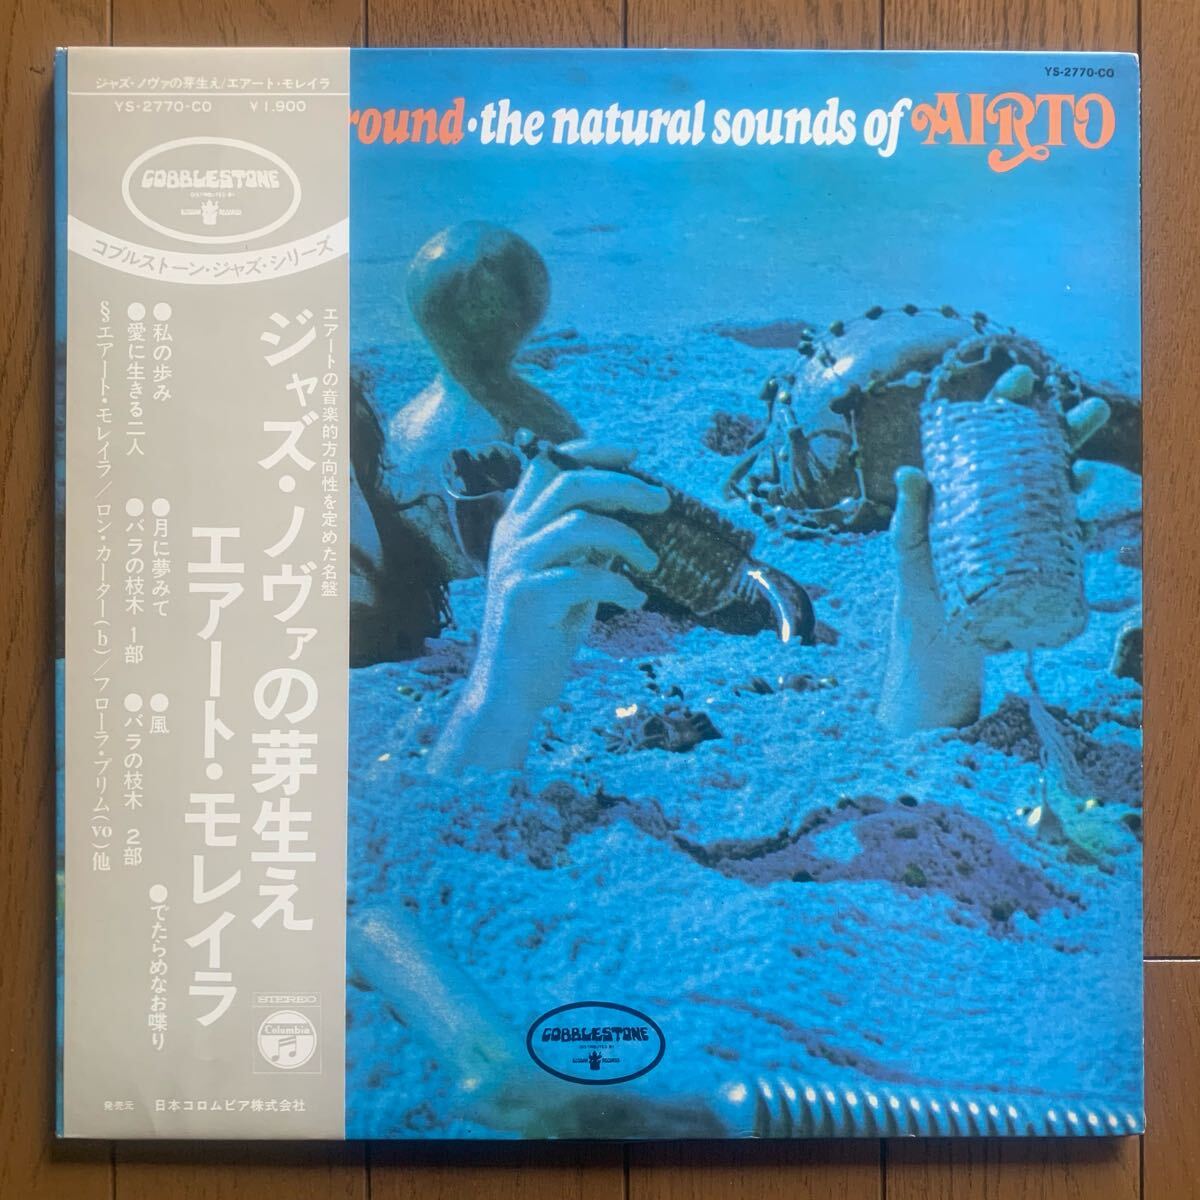 ジャズ・ノヴァの芽生え/エアート・モレイラ
YS-2770-CO ¥1,900
COBBLESTONE
DISTRIBUTED BY
BUDDAH RECORDS
コブルストーン・ジャズ・シリーズ
エアートの音楽的方向性を定めた名盤
ジャズ・ノヴァの芽生え
エアート・モレイラ
●私の歩み ●月に夢みて ●風 ●でたらめなお喋り
●愛に生きる二人 ●バラの枝木 1部 ●バラの枝木 2部
§エアート・モレイラ/ロン・カーター(b)/フローラ・プリム(vo)他
STEREO
Columbia
発売元 日本コロムビア株式会社
YS-2770-CO
round・the natural sounds of AIRTO
COBBLESTONE
DISTRIBUTED BY
BUDDAH RECORDS